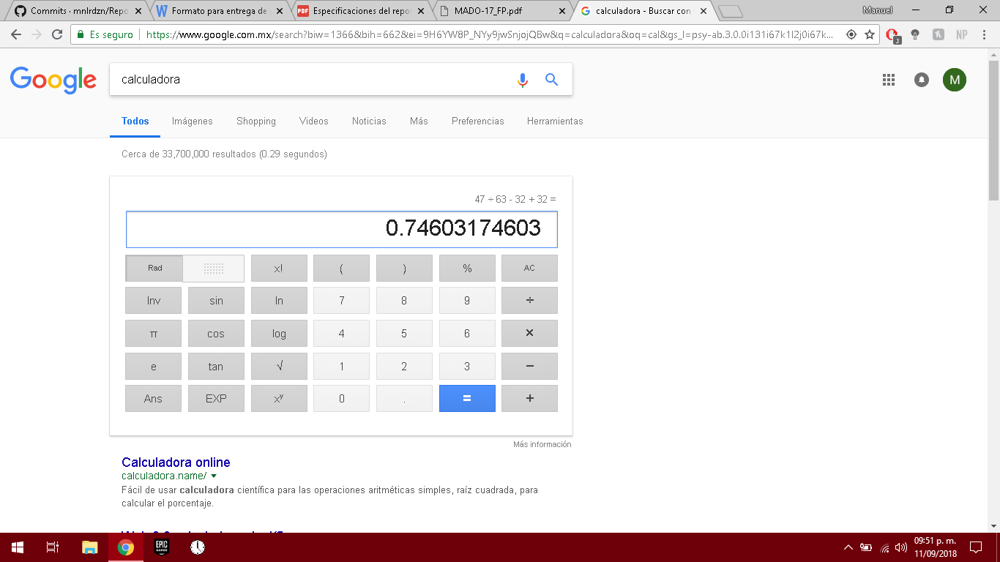 Commits · mnlrdzn/Repo
Formato para entrega de
Especificaciones del repo
MADO-17_FP.pdf
calculadora - Buscar con
Manuel
Es seguro
https://www.google.com.mx/search?biw=1366&bih=662&ei=9H6YW8P_NYy9jwSnjojQBw&q=calculadora&oq=cal&gs_l=psy-ab.3.0.0i131i67k1l2j0i67k...
3
NP
Google
calculadora
M
Todos Imágenes Shopping Videos Noticias Más Preferencias Herramientas
Cerca de 33,700,000 resultados (0.29 segundos)
47 ÷ 63 - 32 + 32 =
0.74603174603
Rad x! ( ) % AC
Inv sin ln 7 8 9 ÷
π cos log 4 5 6 ×
e tan √ 1 2 3 −
Ans EXP xʸ 0 . = +
Más información
Calculadora online
calculadora.name/
Fácil de usar calculadora científica para las operaciones aritméticas simples, raíz cuadrada, para
calcular el porcentaje.
EPIC
GAMES
09:51 p. m.
11/09/2018